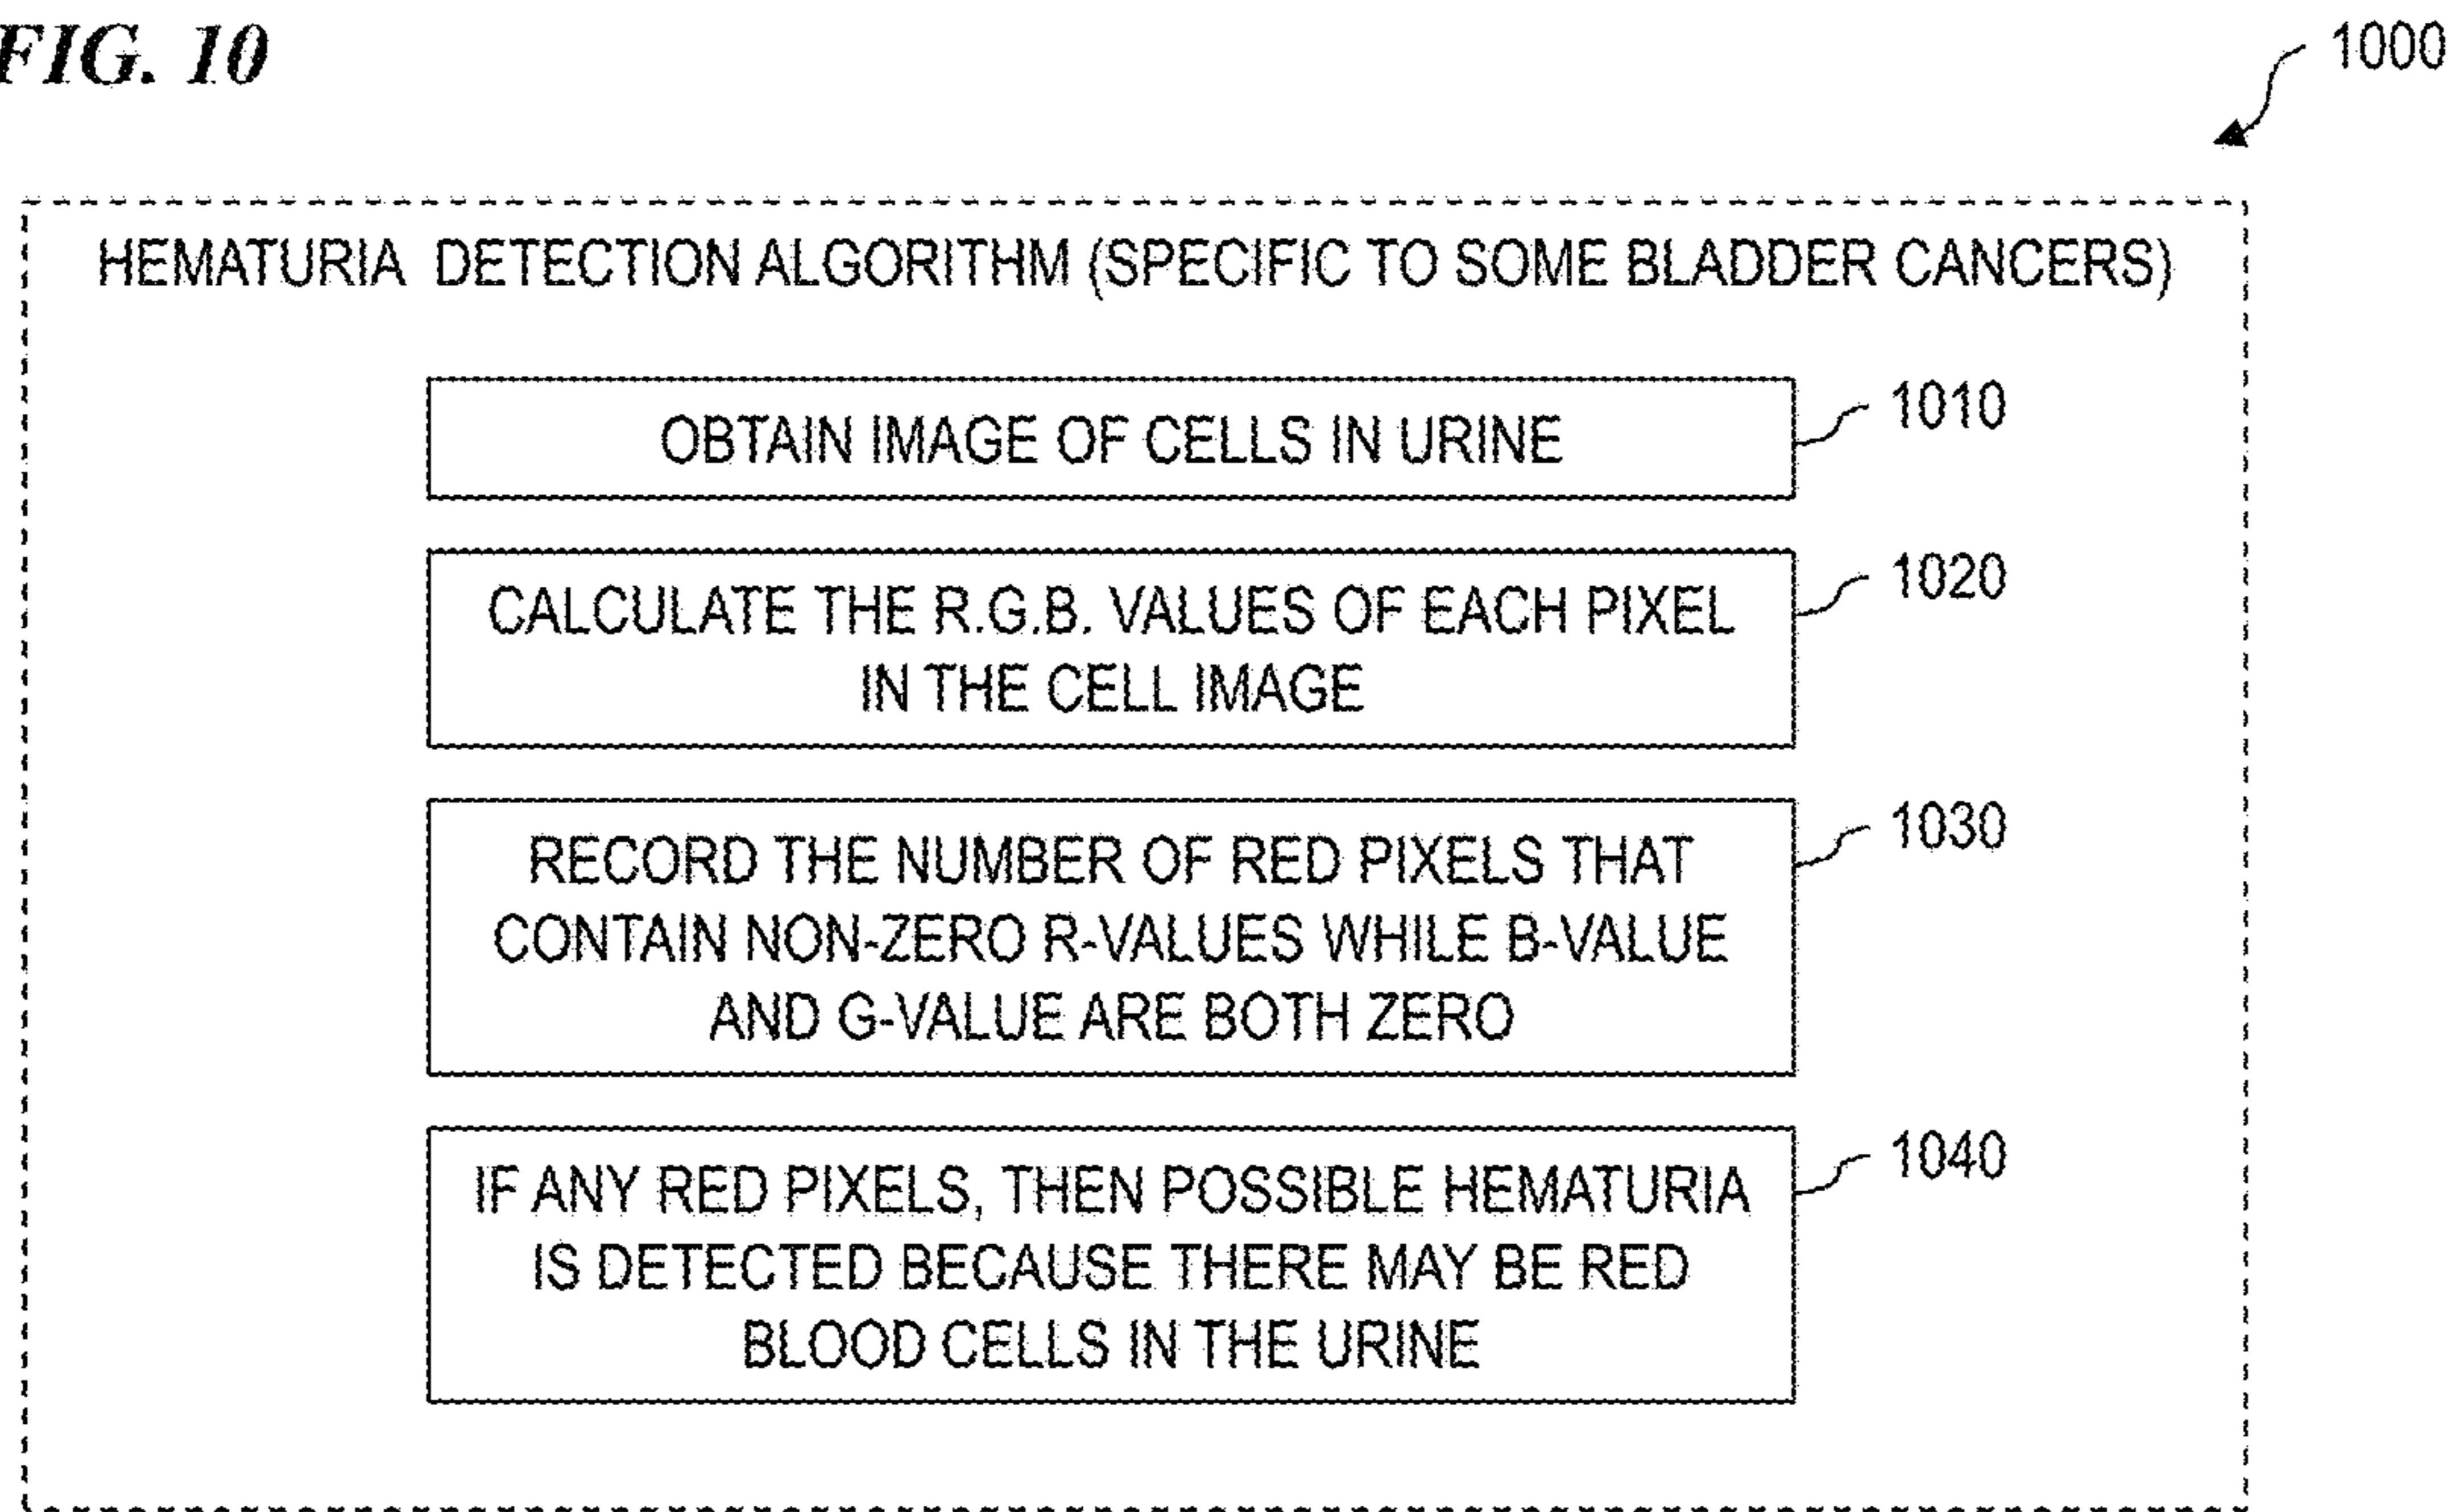 FIG. 10
1000
HEMATURIA DETECTION ALGORITHM (SPECIFIC TO SOME BLADDER CANCERS)
OBTAIN IMAGE OF CELLS IN URINE
1010
CALCULATE THE R.G.B. VALUES OF EACH PIXEL
IN THE CELL IMAGE
1020
RECORD THE NUMBER OF RED PIXELS THAT
CONTAIN NON-ZERO R-VALUES WHILE B-VALUE
AND G-VALUE ARE BOTH ZERO
1030
IF ANY RED PIXELS, THEN POSSIBLE HEMATURIA
IS DETECTED BECAUSE THERE MAY BE RED
BLOOD CELLS IN THE URINE
1040